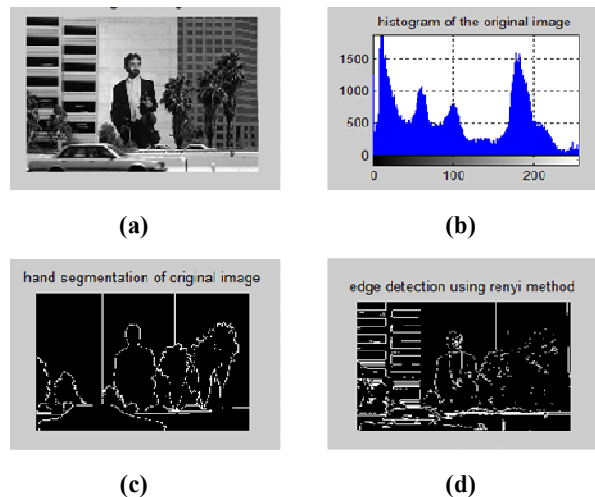 histogram of the original image
1500
1000
500
0
0 100 200
(a) (b)
hand segmentation of original image
edge detection using renyi method
(c) (d)